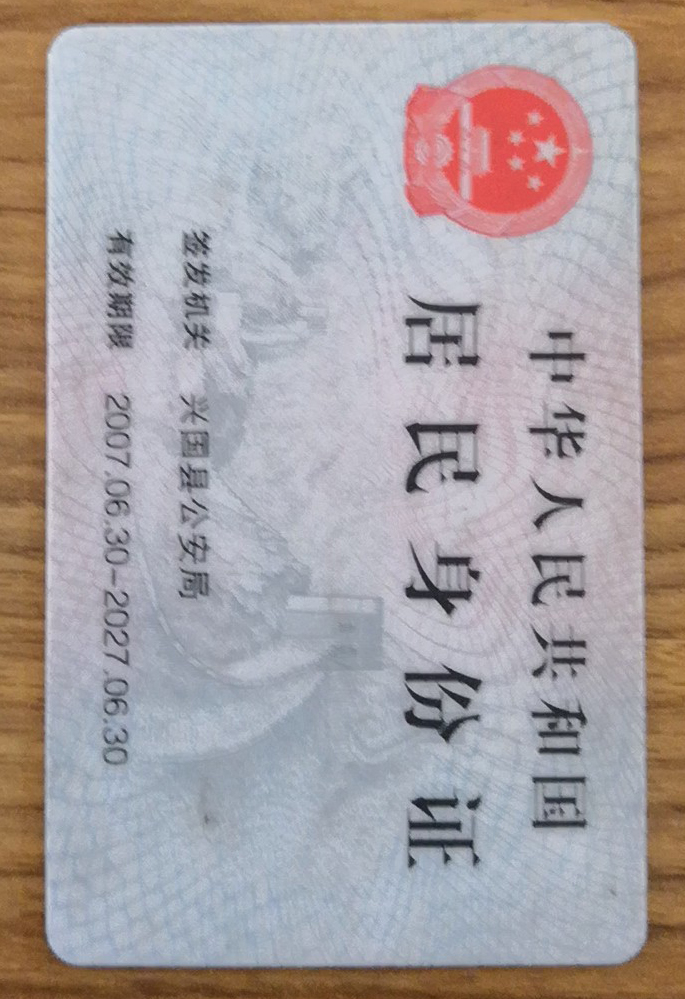 中华人民共和国
居民身份证
签发机关 兴国县公安局
有效期限 2007.06.30-2027.06.30